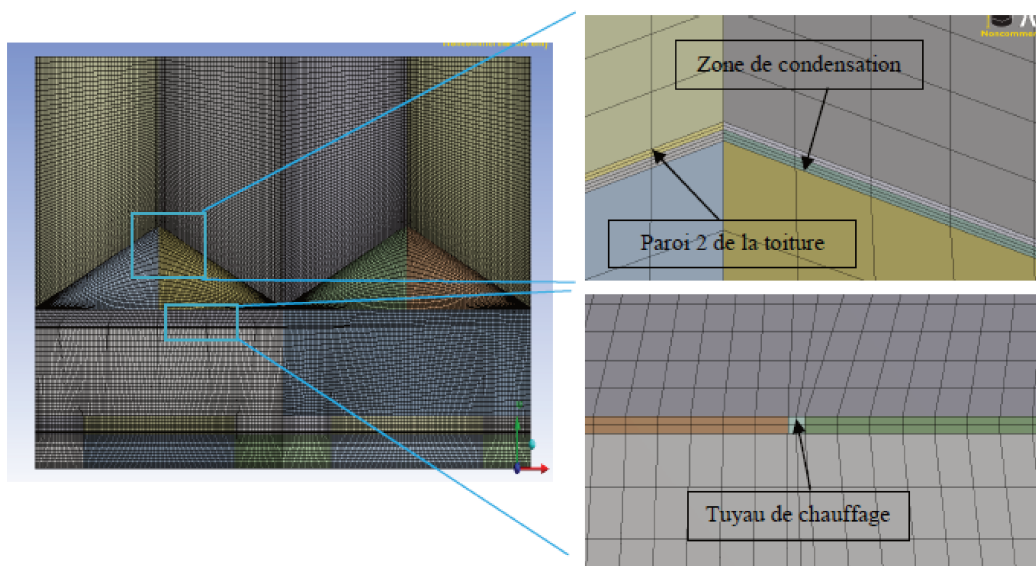 Zone de condensation
Paroi 2 de la toiture
Tuyau de chauffage